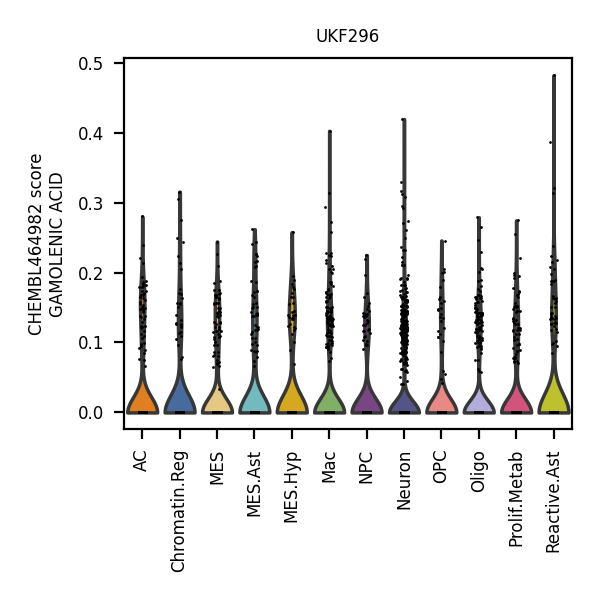 UKF296
CHEMBL464982 score
GAMOLENIC ACID
0.5
0.4
0.3
0.2
0.1
0.0
AC
Chromatin.Reg
MES
MES.Ast
MES.Hyp
Mac
NPC
Neuron
OPC
Oligo
Prolif.Metab
Reactive.Ast